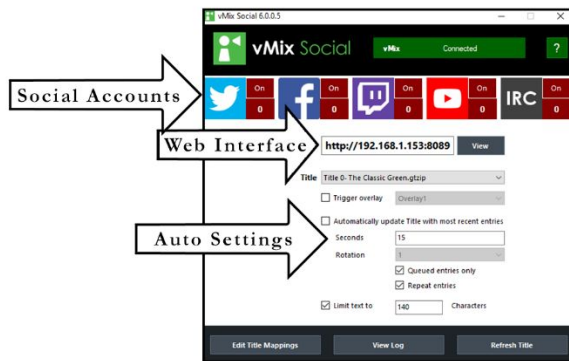 vMix Social 6.0.0.5
vMix Social
vMix Connected ?
On On On On On
Social Accounts
IRC
0 0 0 0 0
Web Interface
http://192.168.1.153:8089 View
Title Title 0- The Classic Green.gtzip
Trigger overlay Overlay1
Automatically update Title with most recent entries
Auto Settings
Seconds 15
Rotation 1
Queued entries only
Repeat entries
Limit text to 140 Characters
Edit Title Mappings View Log Refresh Title